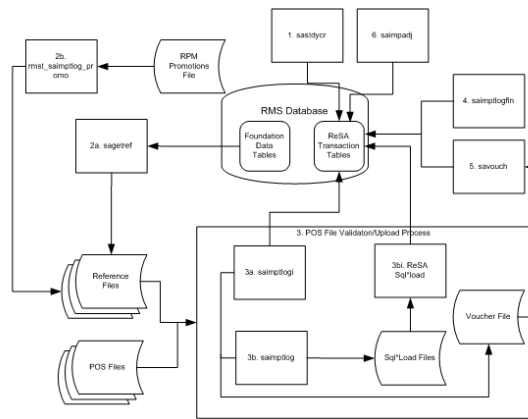 1. sastdycr
6. saimpadj
2b.
rmst_saimptlog_pr
omo
RPM
Promotions
File
RMS Database
4. saimptlogfin
Foundation
Data
Tables
ReSA
Transaction
Tables
2a. sagetref
5. savouch
3. POS File Validaton/Upload Process
3a. saimptlogi
3bi. ReSA
Sql*load
Reference
Files
Voucher File
3b. saimptlog
Sql*Load Files
POS Files